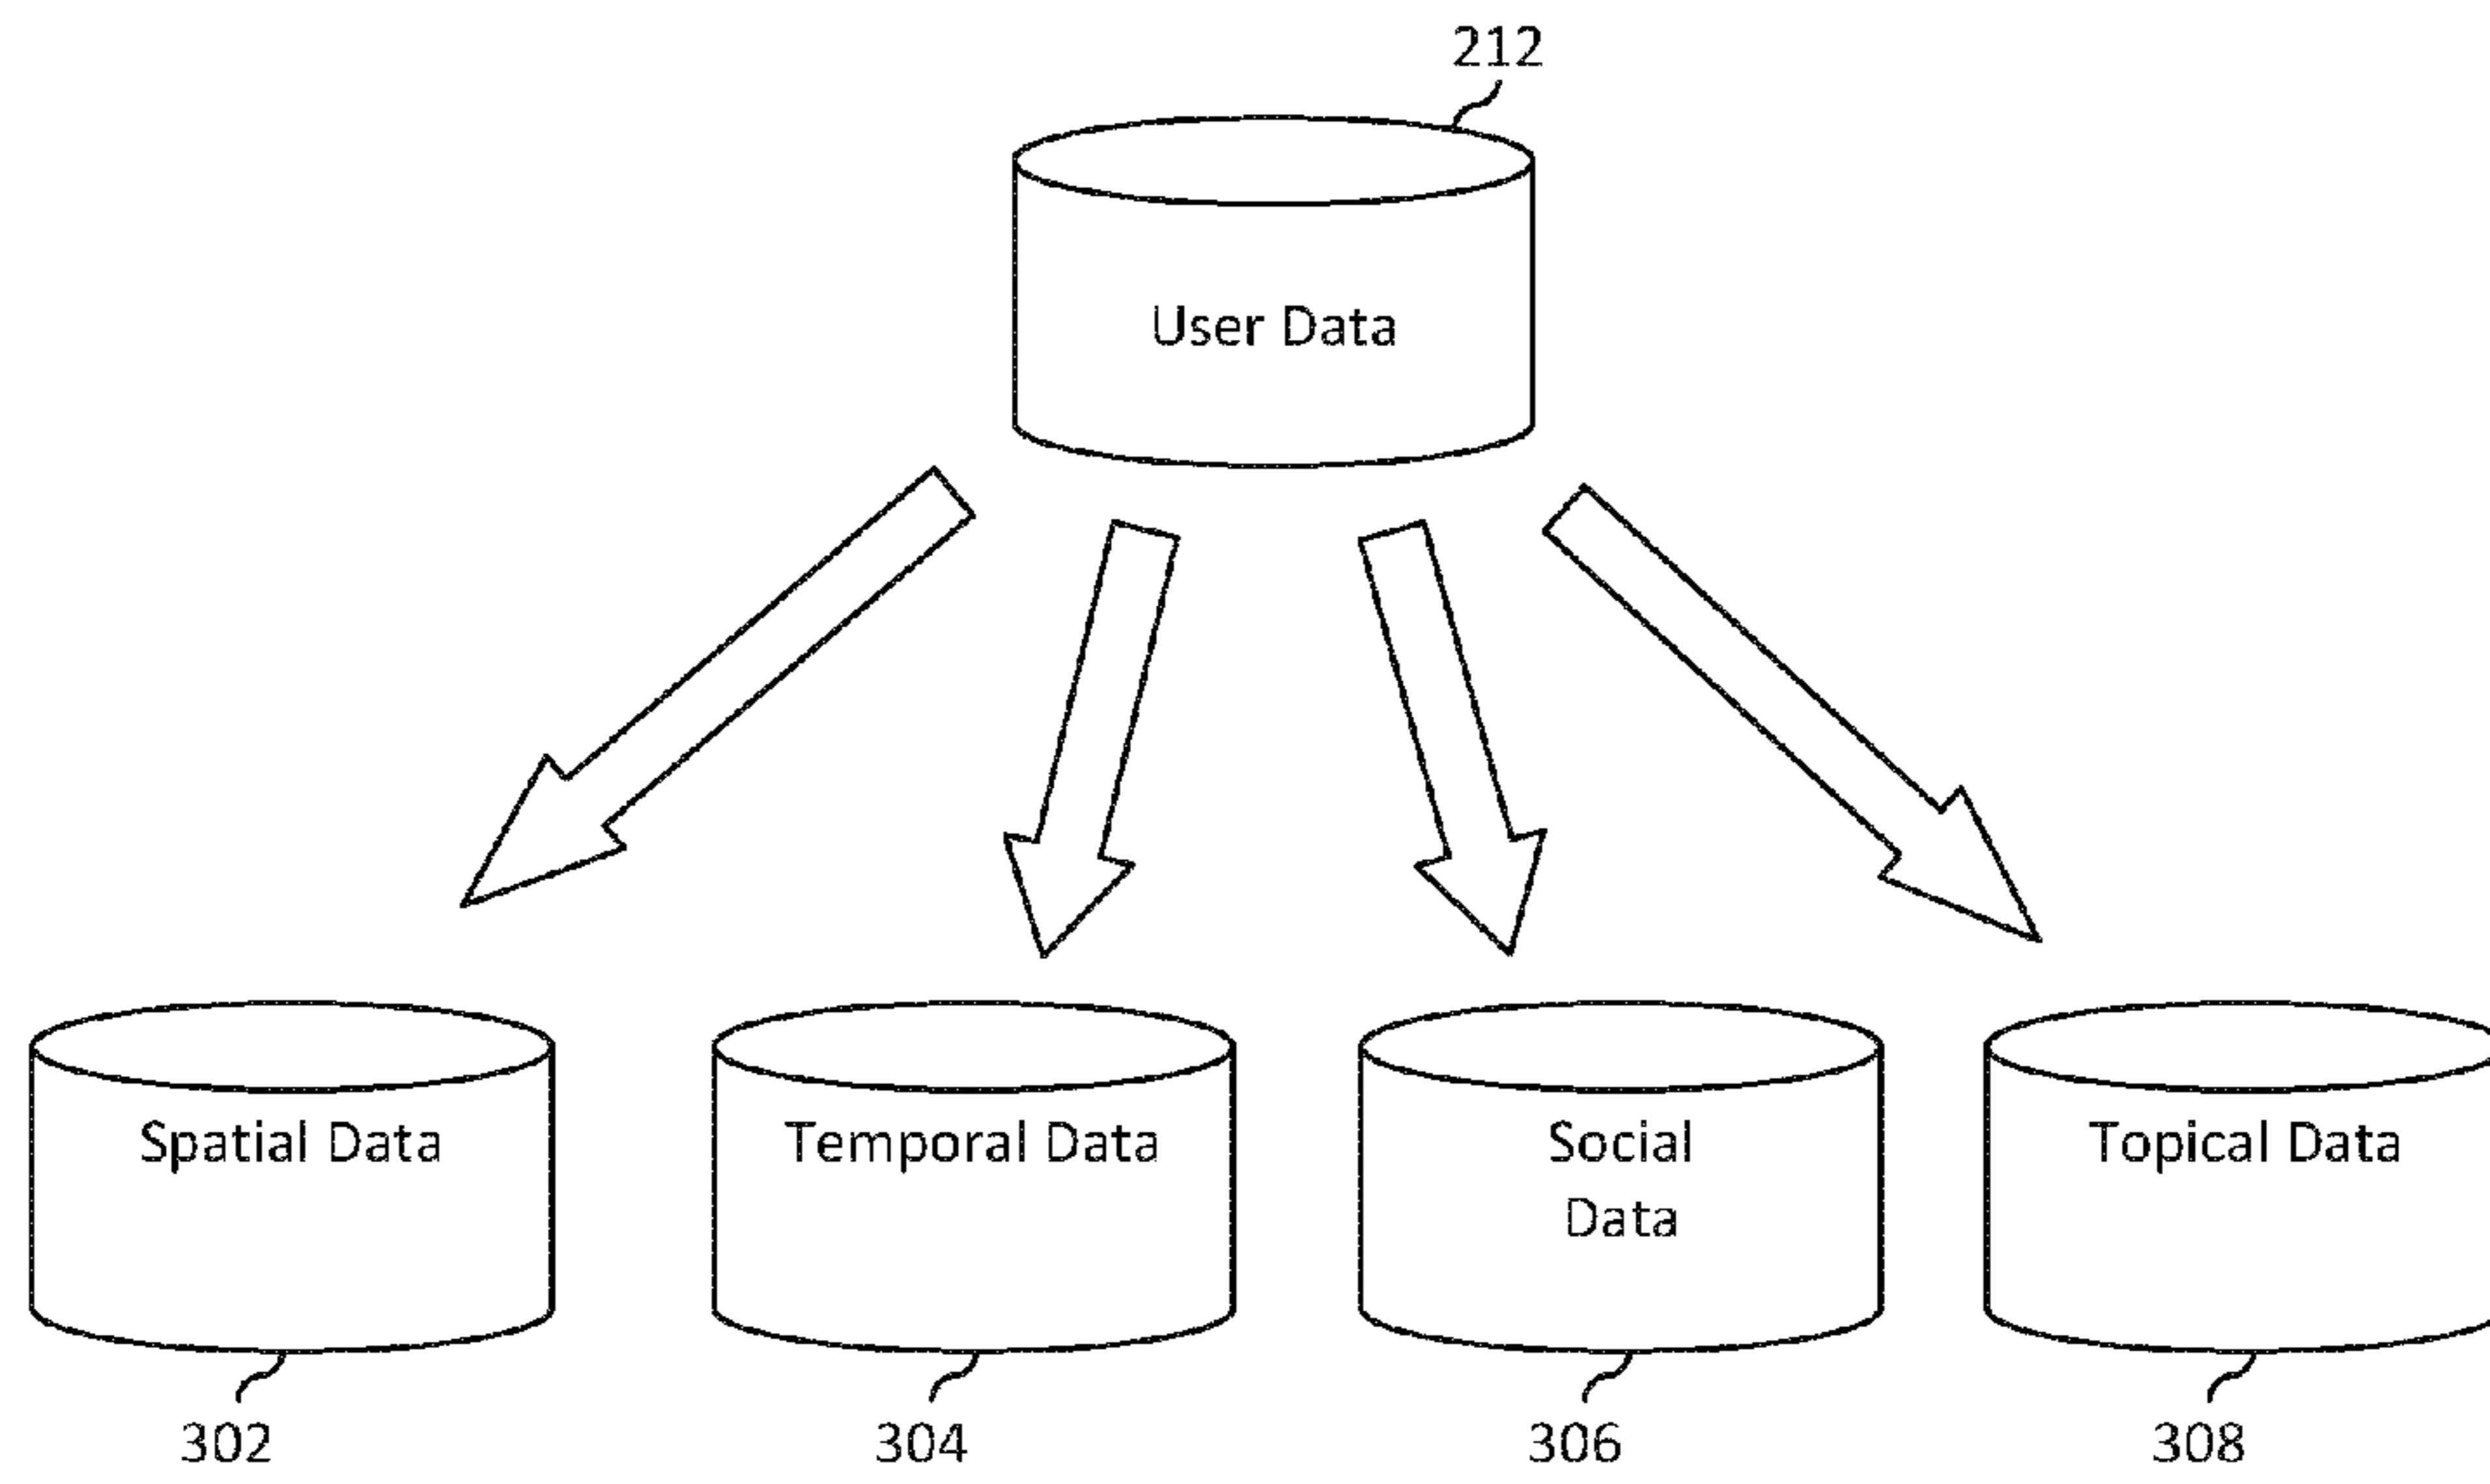 212
User Data
Spatial Data
Temporal Data
Social
Data
Topical Data
302
304
306
308